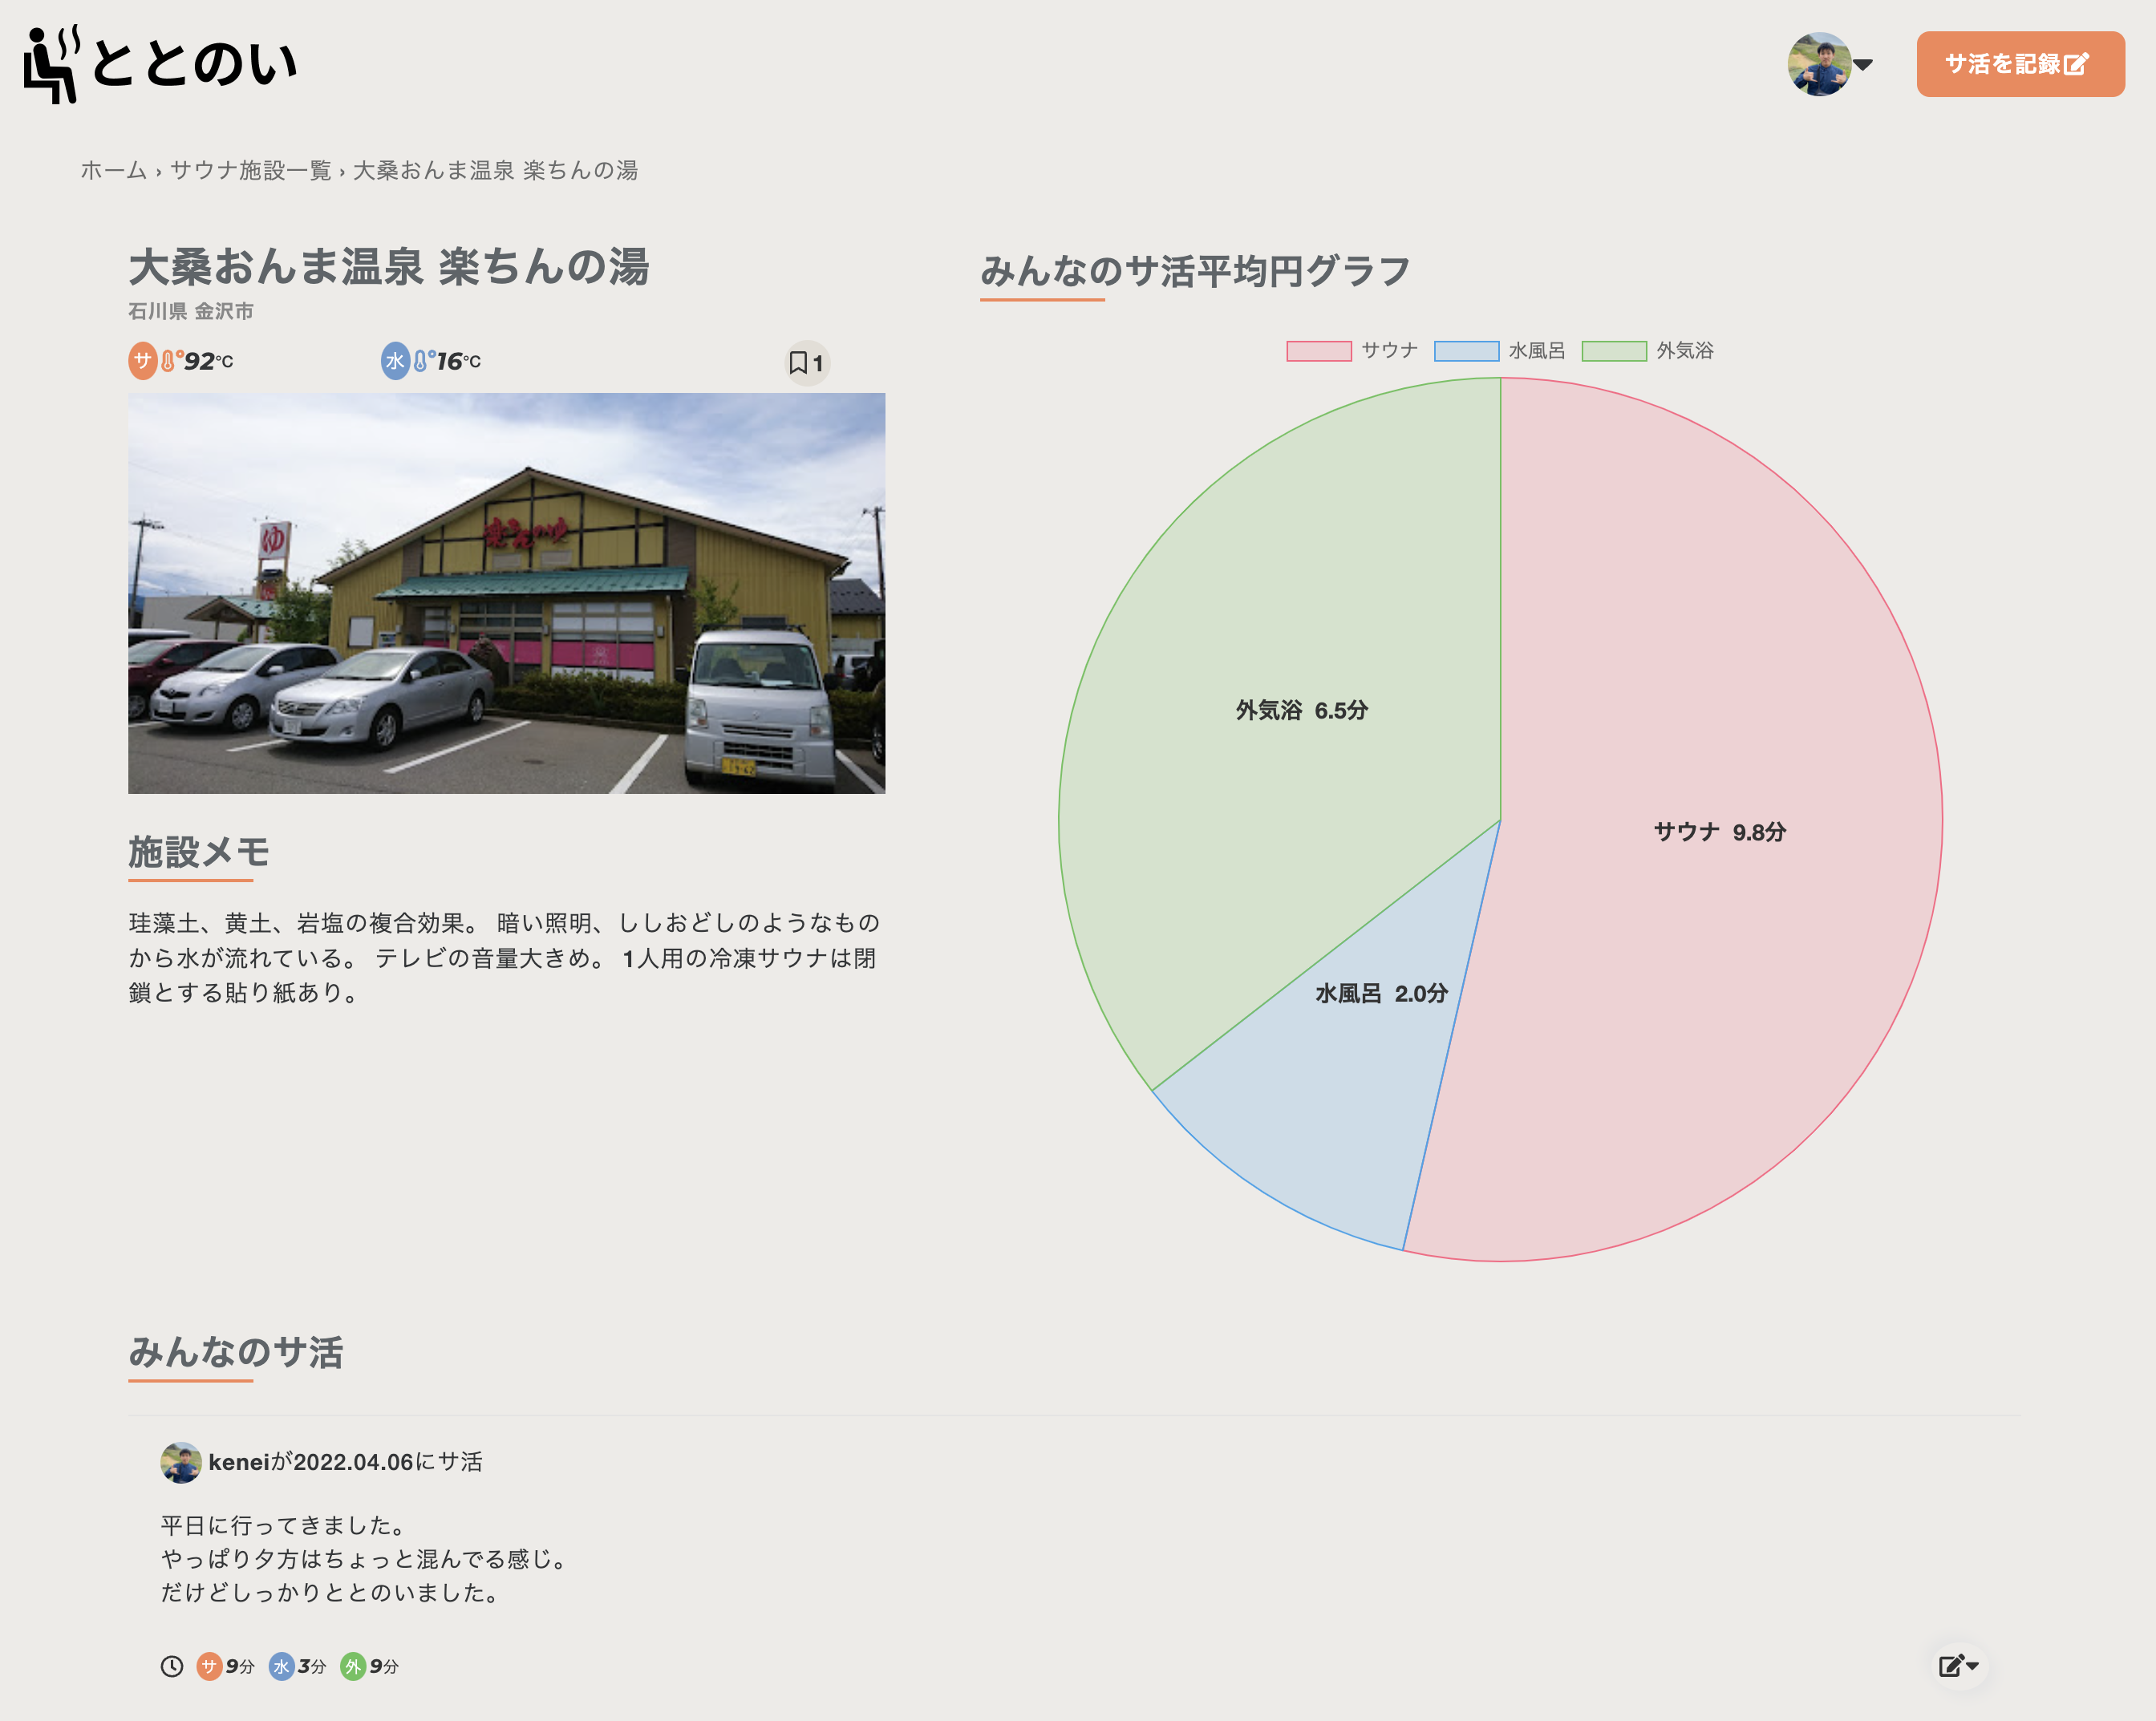 ととのい
サ活を記録
ホーム › サウナ施設一覧 › 大桑おんま温泉 楽ちんの湯
大桑おんま温泉 楽ちんの湯
石川県 金沢市
サ 92℃ 水 16℃ 1
ゆ
楽ちんのゆ
施設メモ
珪藻土、黄土、岩塩の複合効果。 暗い照明、ししおどしのようなもの
から水が流れている。 テレビの音量大きめ。 1人用の冷凍サウナは閉
鎖とする貼り紙あり。
みんなのサ活平均円グラフ
サウナ 水風呂 外気浴
外気浴 6.5分
サウナ 9.8分
水風呂 2.0分
みんなのサ活
keneiが2022.04.06にサ活
平日に行ってきました。
やっぱり夕方はちょっと混んでる感じ。
だけどしっかりととのいました。
サ 9分 水 3分 外 9分